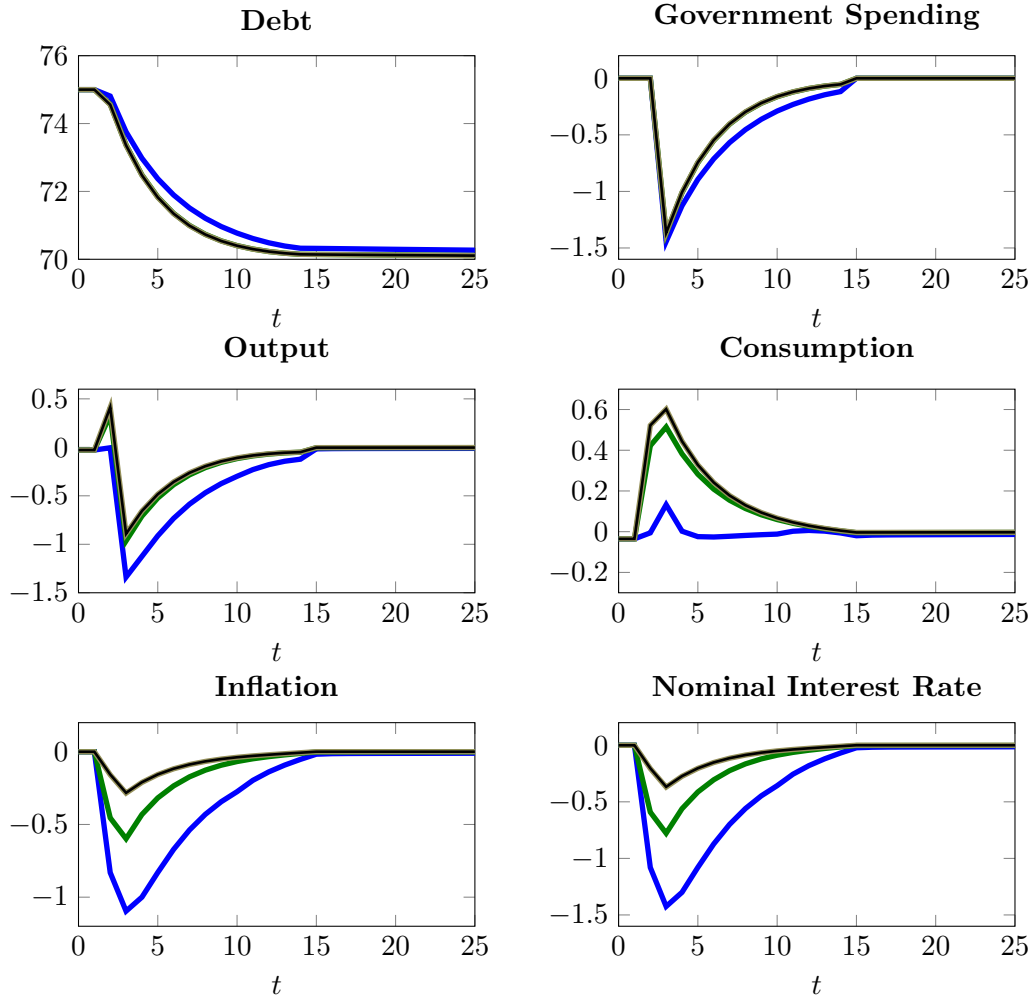 Debt
76
74
72
70
0 5 10 15 20 25
t
Government Spending
0
−0.5
−1
−1.5
0 5 10 15 20 25
t
Output
0.5
0
−0.5
−1
−1.5
0 5 10 15 20 25
t
Consumption
0.6
0.4
0.2
0
−0.2
0 5 10 15 20 25
t
Inflation
0
−0.5
−1
0 5 10 15 20 25
t
Nominal Interest Rate
0
−0.5
−1
−1.5
0 5 10 15 20 25
t